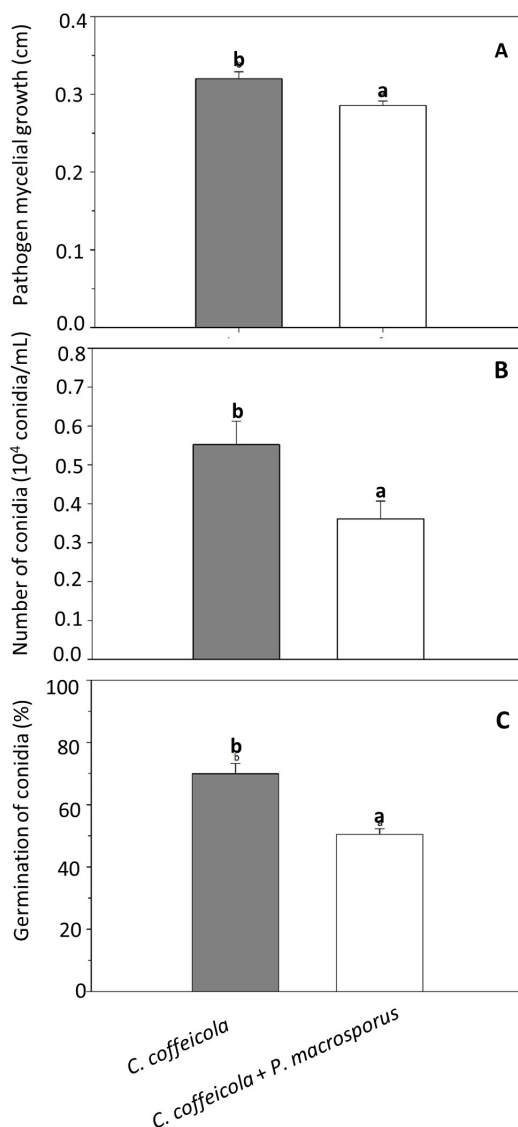 Pathogen mycelial growth (cm)
0.4
0.3
0.2
0.1
0.0
A
b
a
Number of conidia (10⁴ conidia/mL)
0.8
0.7
0.6
0.5
0.4
0.3
0.2
0.1
0.0
B
b
a
Germination of conidia (%)
100
80
60
40
20
0
C
b
b
a
a
C. coffeicola
C. coffeicola + P. macrosporus